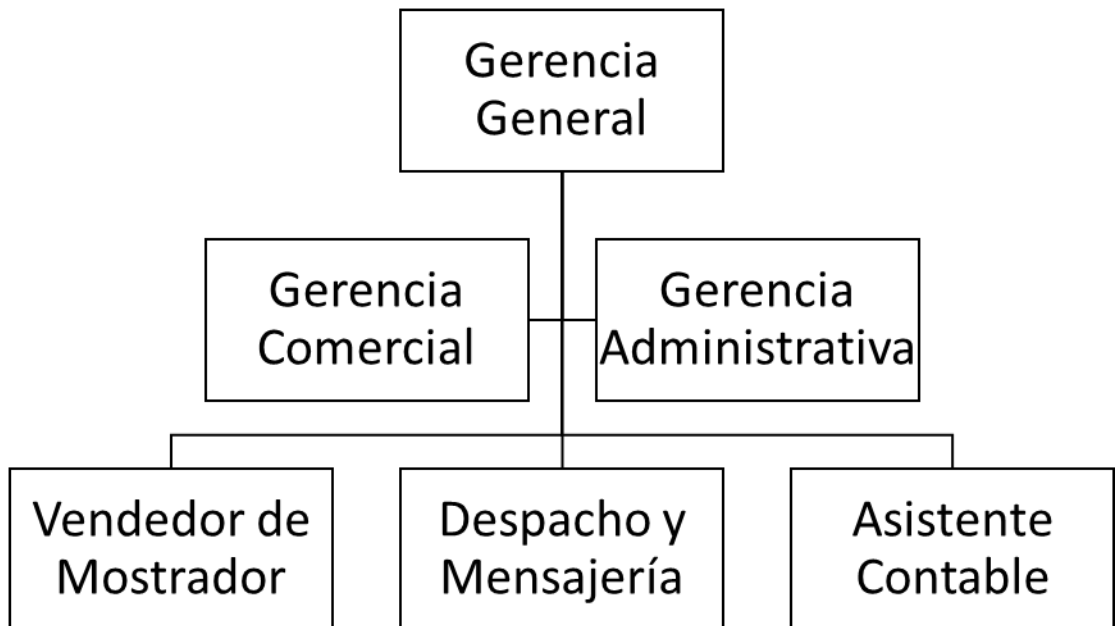 Gerencia
General
Gerencia
Comercial
Gerencia
Administrativa
Vendedor de
Mostrador
Despacho y
Mensajería
Asistente
Contable